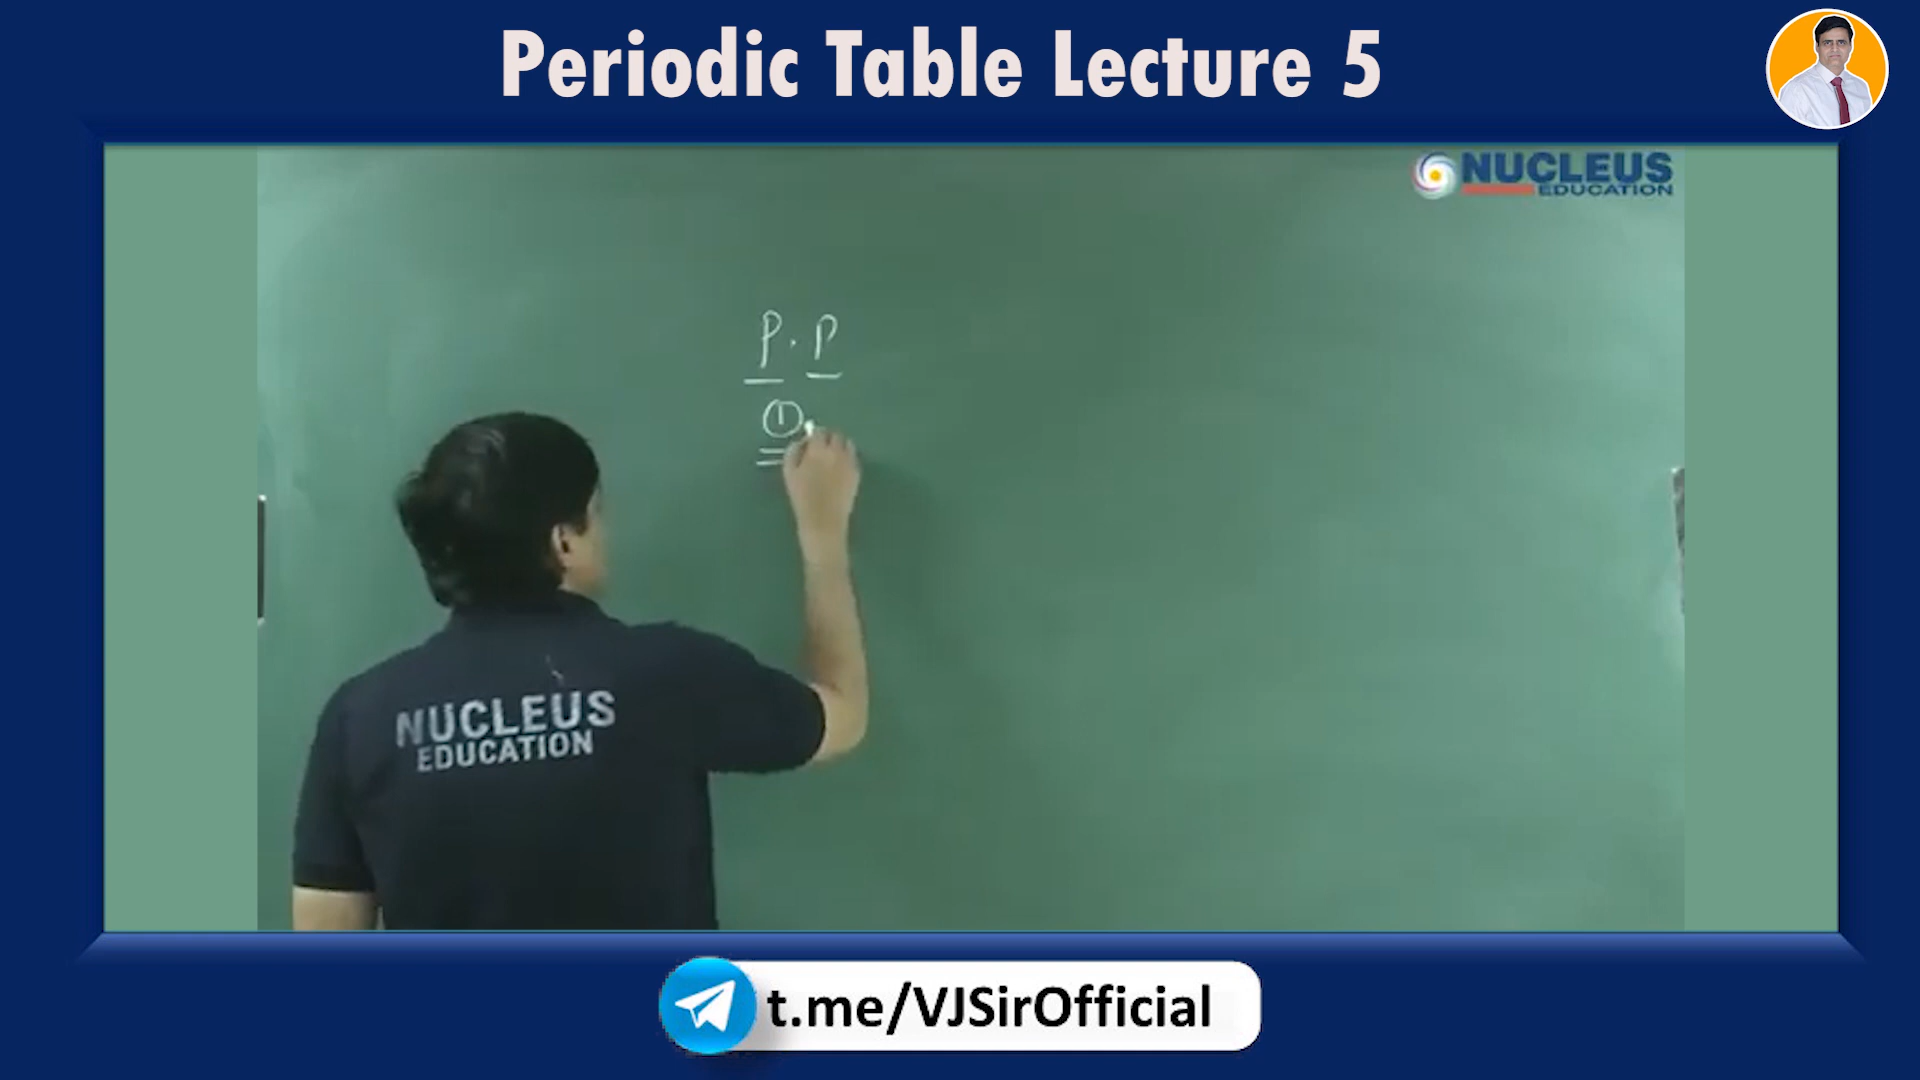 Periodic Table Lecture 5
NUCLEUS
EDUCATION
P. P
①
NUCLEUS
EDUCATION
t.me/VJSirOfficial